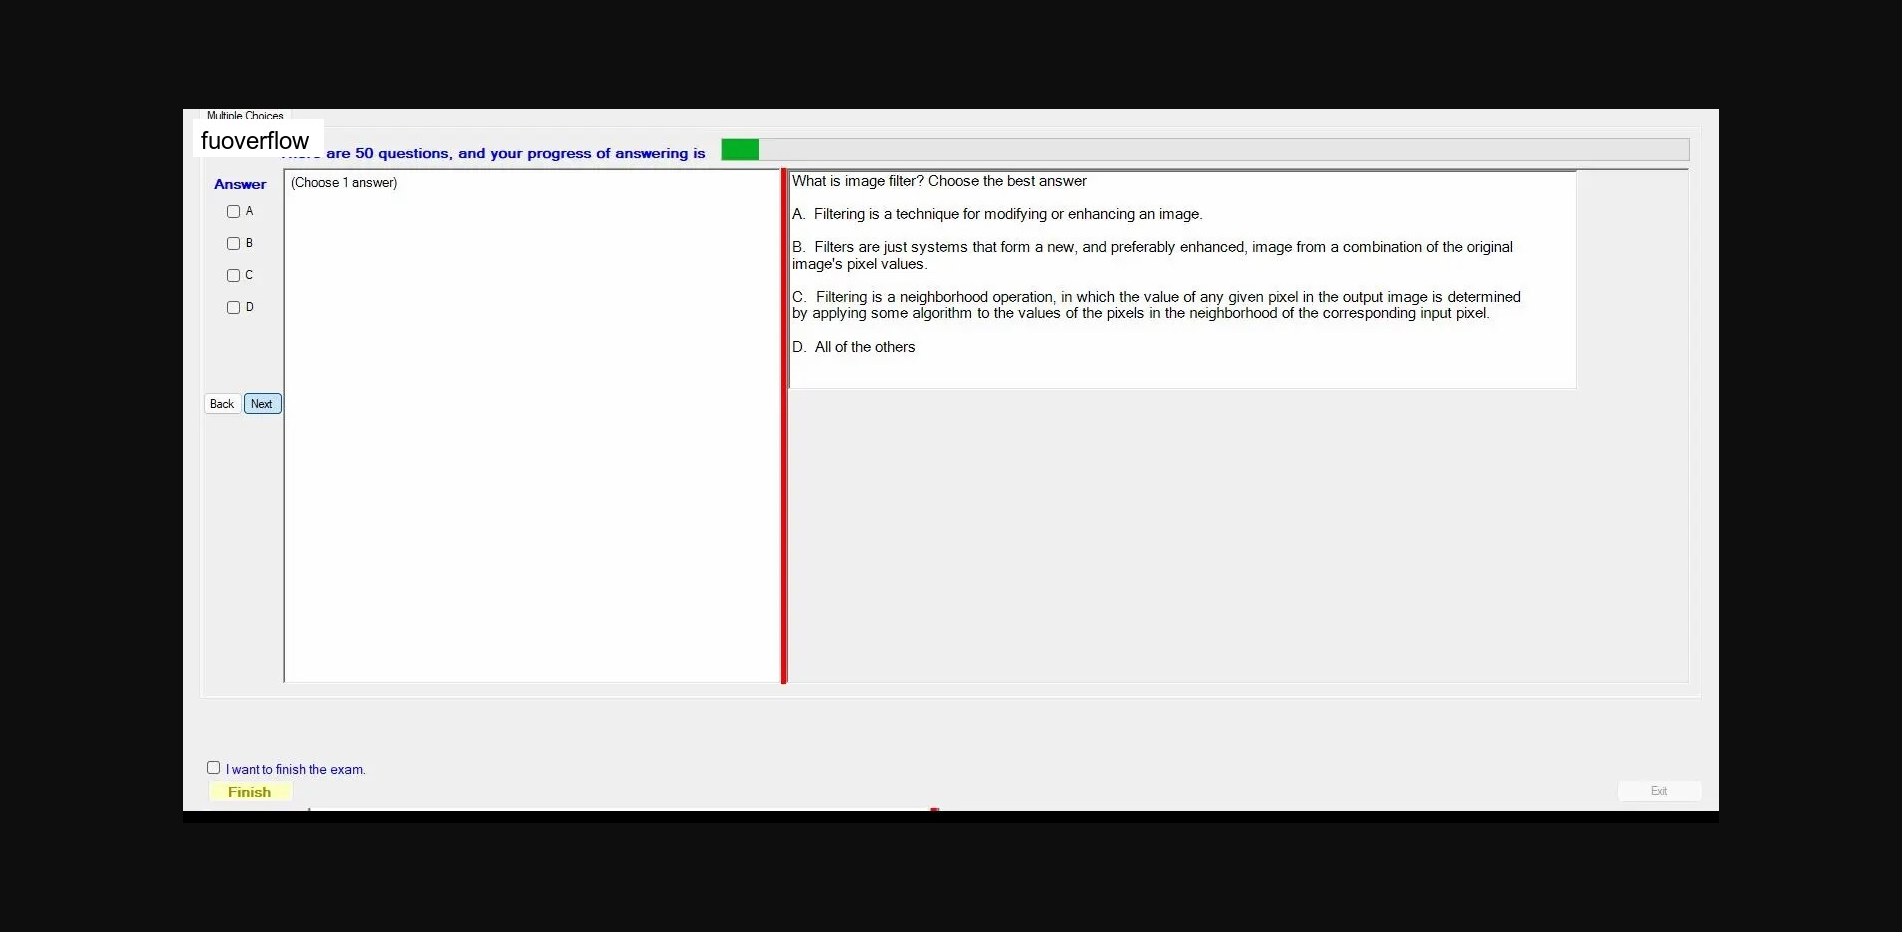 Multiple Choices
fuoverflow
are 50 questions, and your progress of answering is
Answer
(Choose 1 answer)
A
B
C
D
Back Next
What is image filter? Choose the best answer
A. Filtering is a technique for modifying or enhancing an image.
B. Filters are just systems that form a new, and preferably enhanced, image from a combination of the original
image's pixel values.
C. Filtering is a neighborhood operation, in which the value of any given pixel in the output image is determined
by applying some algorithm to the values of the pixels in the neighborhood of the corresponding input pixel.
D. All of the others
I want to finish the exam.
Finish
Exit